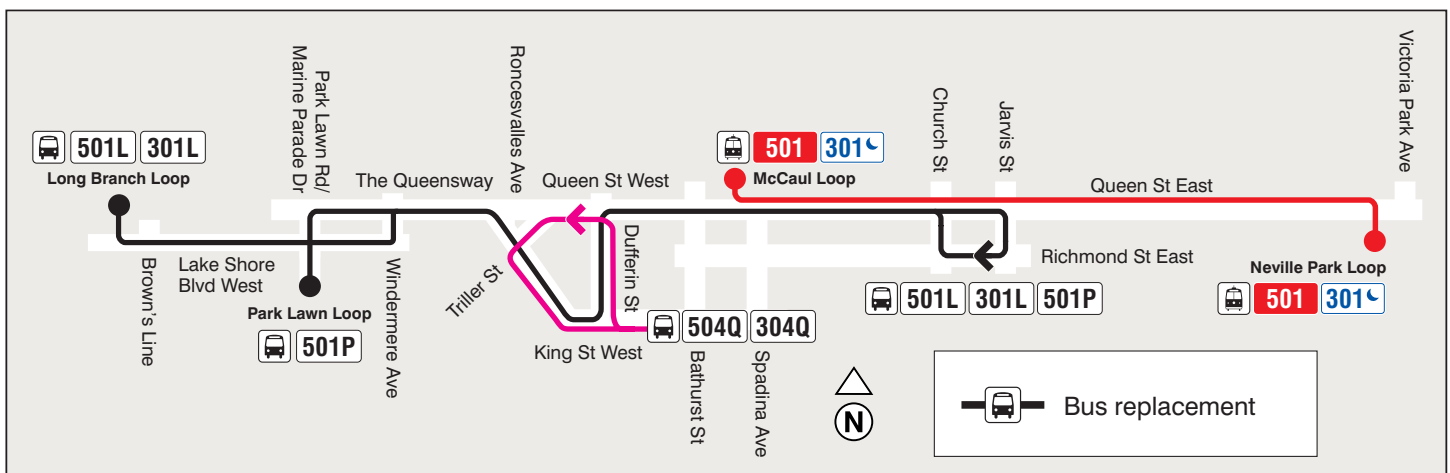 Park Lawn Rd/
Marine Parade Dr
Roncesvalles Ave
Church St
Jarvis St
Victoria Park Ave
501L 301L
Long Branch Loop
The Queensway
Queen St West
501 301
McCaul Loop
Queen St East
Brown's Line
Lake Shore
Blvd West
Windermere Ave
Triller St
Dufferin St
Richmond St East
Park Lawn Loop
501P
504Q 304Q
King St West
Bathurst St
Spadina Ave
501L 301L 501P
Neville Park Loop
501 301
N
Bus replacement